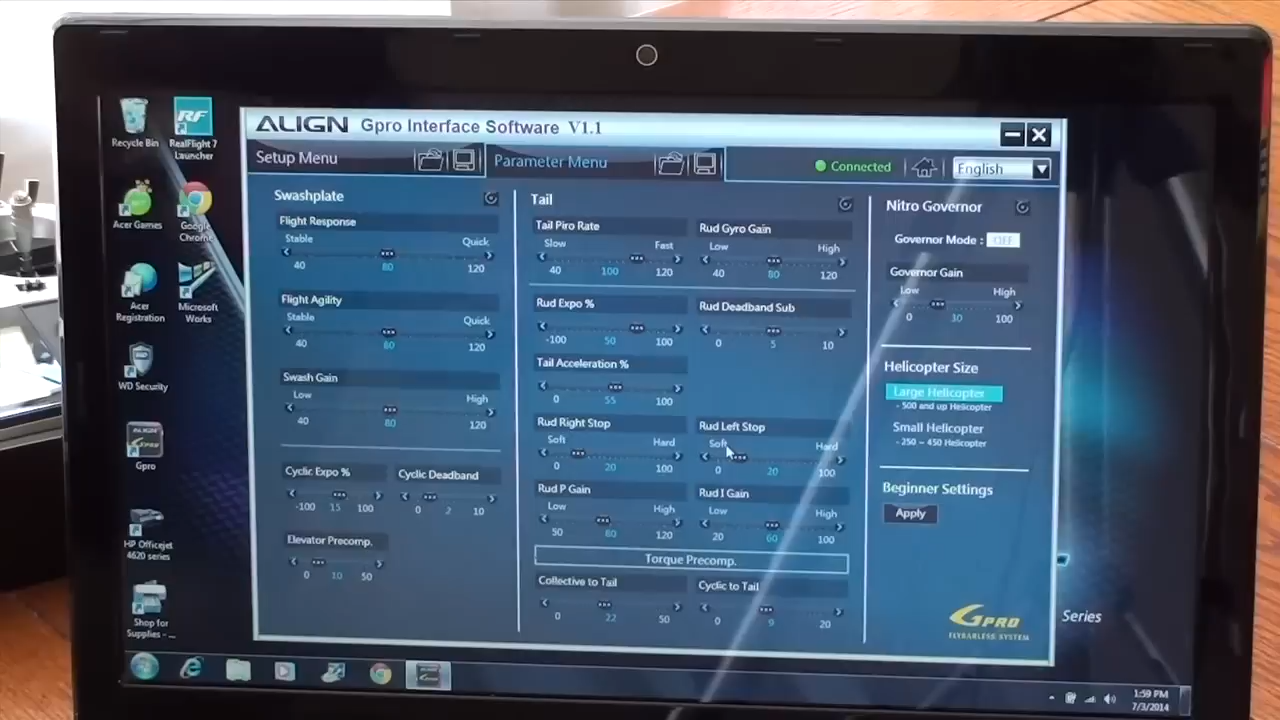 Recycle Bin
RealFlight 7
Launcher
Acer Games
Google
Chrome
Acer
Registration
Microsoft
Works
WD Security
Gpro
HP Officejet
4620 series
Shop for
Supplies - ...
ALIGN Gpro Interface Software V1.1
Setup Menu
Parameter Menu
Connected
English
Swashplate
Flight Response
Stable Quick
40 80 120
Flight Agility
Stable Quick
40 80 120
Swash Gain
Low High
40 80 120
Cyclic Expo %
-100 15 100
Cyclic Deadband
0 2 10
Elevator Precomp.
0 10 50
Tail
Tail Piro Rate
Slow Fast
40 100 120
Rud Gyro Gain
Low High
40 80 120
Rud Expo %
-100 50 100
Rud Deadband Sub
0 5 10
Tail Acceleration %
0 55 100
Rud Right Stop
Soft Hard
0 20 100
Rud Left Stop
Soft Hard
0 20 100
Rud P Gain
Low High
50 80 120
Rud I Gain
Low High
20 60 100
Torque Precomp.
Collective to Tail
0 22 50
Cyclic to Tail
0 9 20
Nitro Governor
Governor Mode : OFF
Governor Gain
Low High
0 30 100
Helicopter Size
Large Helicopter
- 500 and up Helicopter
Small Helicopter
- 250 ~ 450 Helicopter
Beginner Settings
Apply
GPRO
FLYBARLESS SYSTEM
Series
1:59 PM
7/3/2014